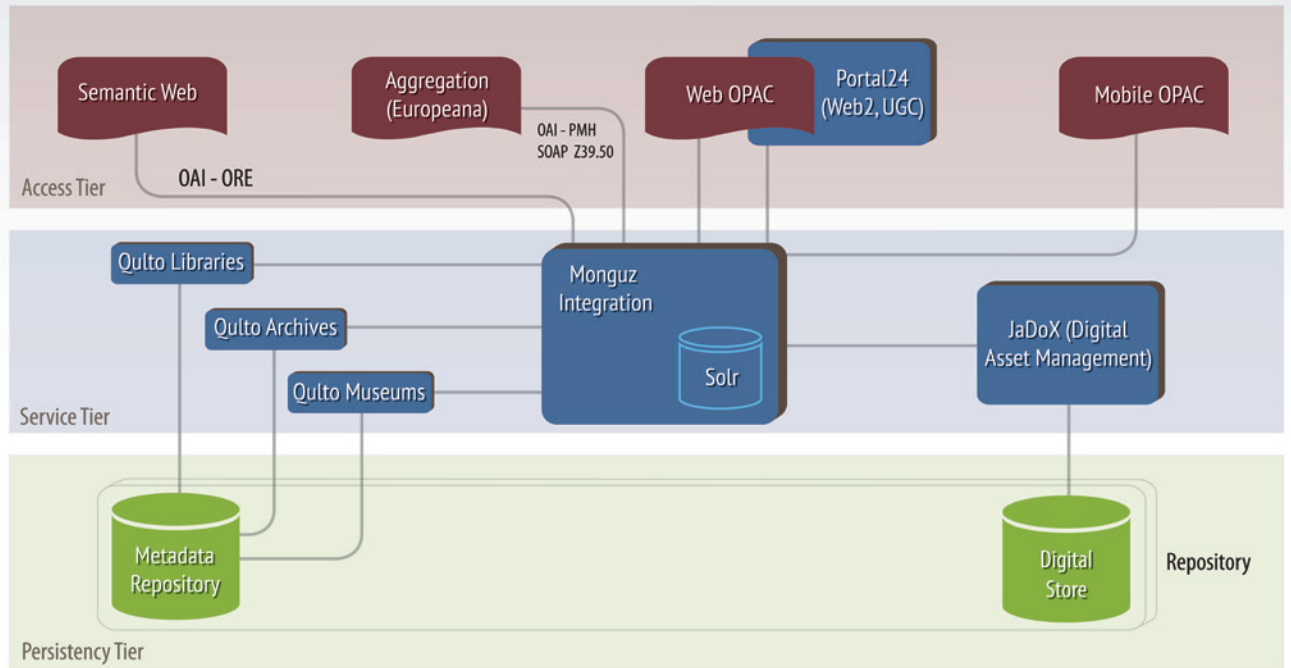 Semantic Web
Aggregation
(Europeana)
Web OPAC
Portal24
(Web2, UGC)
Mobile OPAC
OAI - PMH
SOAP Z39.50
OAI - ORE
Access Tier
Qulto Libraries
Qulto Archives
Qulto Museums
Monguz
Integration
Solr
JaDoX (Digital
Asset Management)
Service Tier
Metadata
Repository
Digital
Store
Repository
Persistency Tier